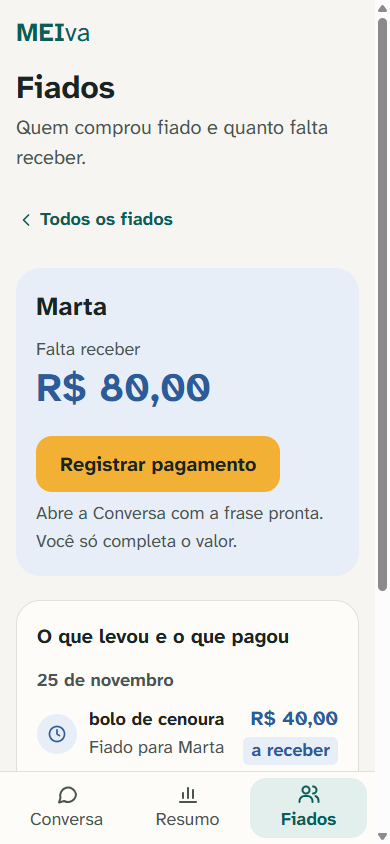 MEIva
Fiados
Quem comprou fiado e quanto falta
receber.
Todos os fiados
Marta
Falta receber
R$ 80,00
Registrar pagamento
Abre a Conversa com a frase pronta.
Você só completa o valor.
O que levou e o que pagou
25 de novembro
bolo de cenoura
R$ 40,00
Fiado para Marta
a receber
Conversa
Resumo
Fiados